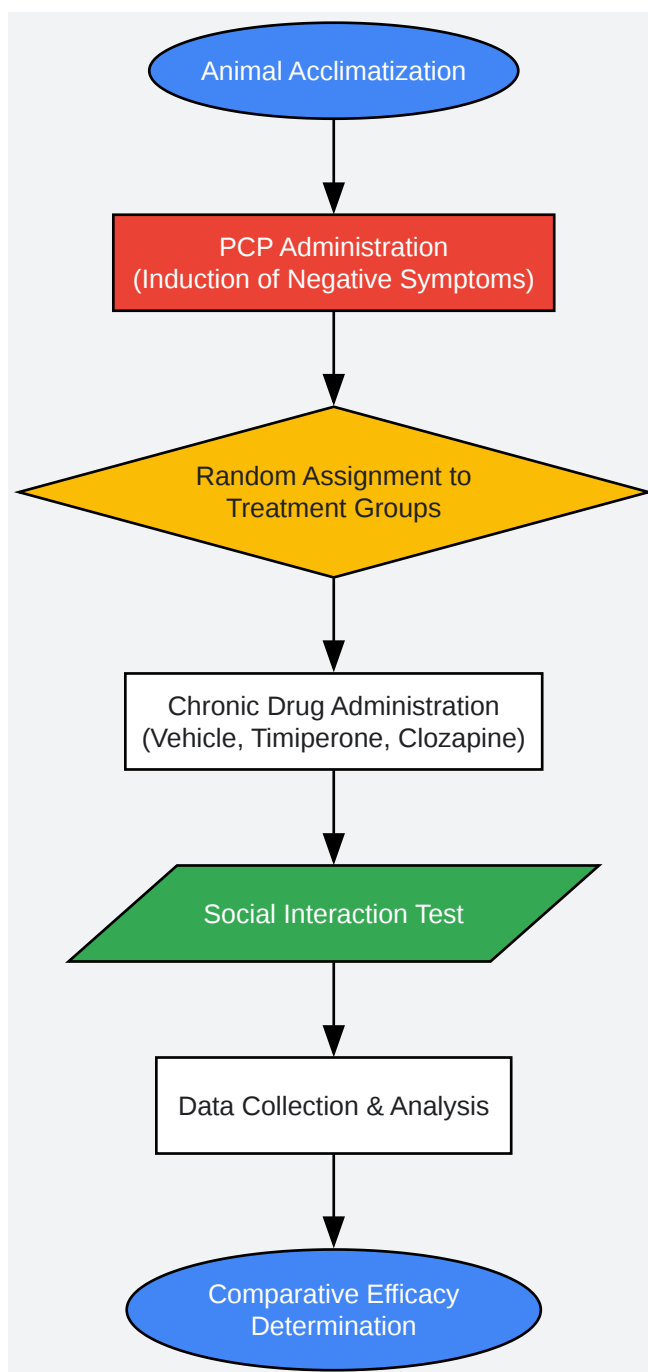 Animal Acclimatization
PCP Administration
(Induction of Negative Symptoms)
Random Assignment to
Treatment Groups
Chronic Drug Administration
(Vehicle, Timiperone, Clozapine)
Social Interaction Test
Data Collection & Analysis
Comparative Efficacy
Determination